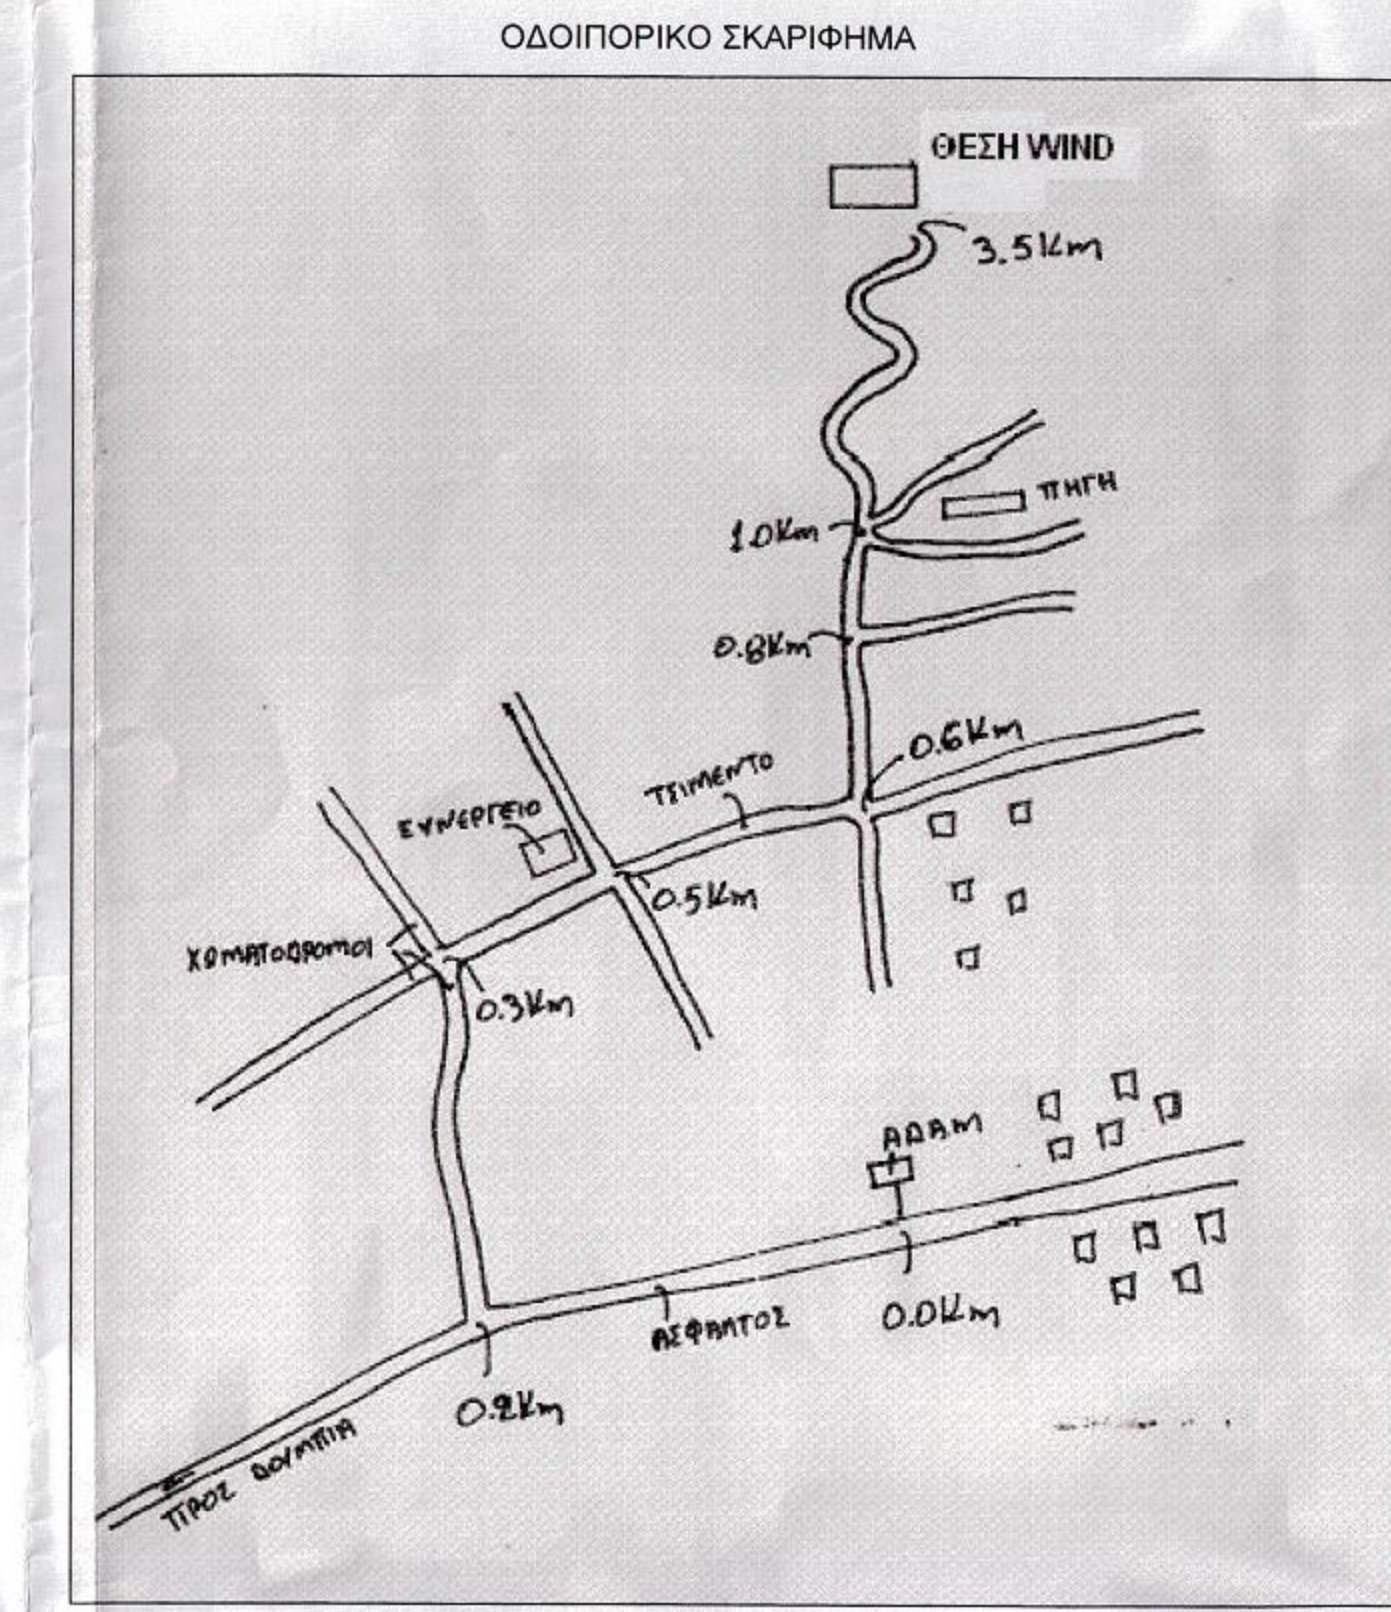 ΟΔΟΙΠΟΡΙΚΟ ΣΚΑΡΙΦΗΜΑ
ΘΕΣΗ WIND
3.5Km
ΠΗΓΗ
1.0Km
0.8Km
0.6Km
ΤΣΙΜΕΝΤΟ
ΣΥΝΕΡΓΕΙΟ
0.5Km
ΧΩΜΑΤΟΔΡΟΜΟΙ
0.3Km
ΑΔΑΜ
0.0Km
ΑΣΦΑΛΤΟΣ
0.2Km
ΠΡΟΣ ΔΟΥΜΠΙΑ